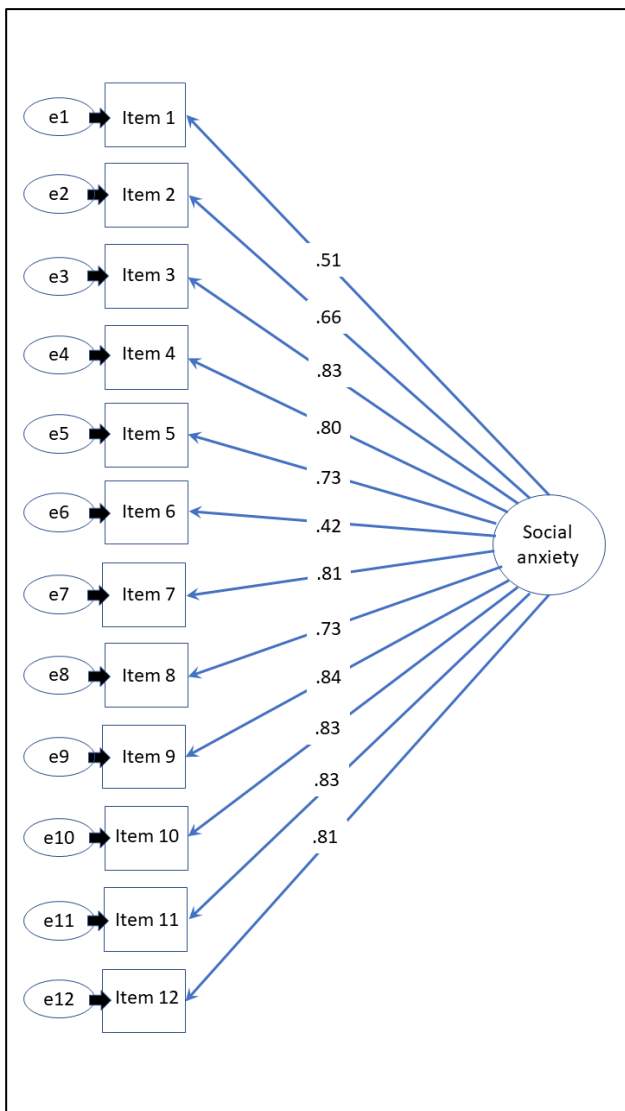 e1 Item 1
e2 Item 2
.51
e3 Item 3
.66
.83
e4 Item 4
.80
e5 Item 5
.73
e6 Item 6
.42
Social
anxiety
e7 Item 7
.81
.73
e8 Item 8
.84
e9 Item 9
.83
.83
e10 Item 10
.81
e11 Item 11
e12 Item 12